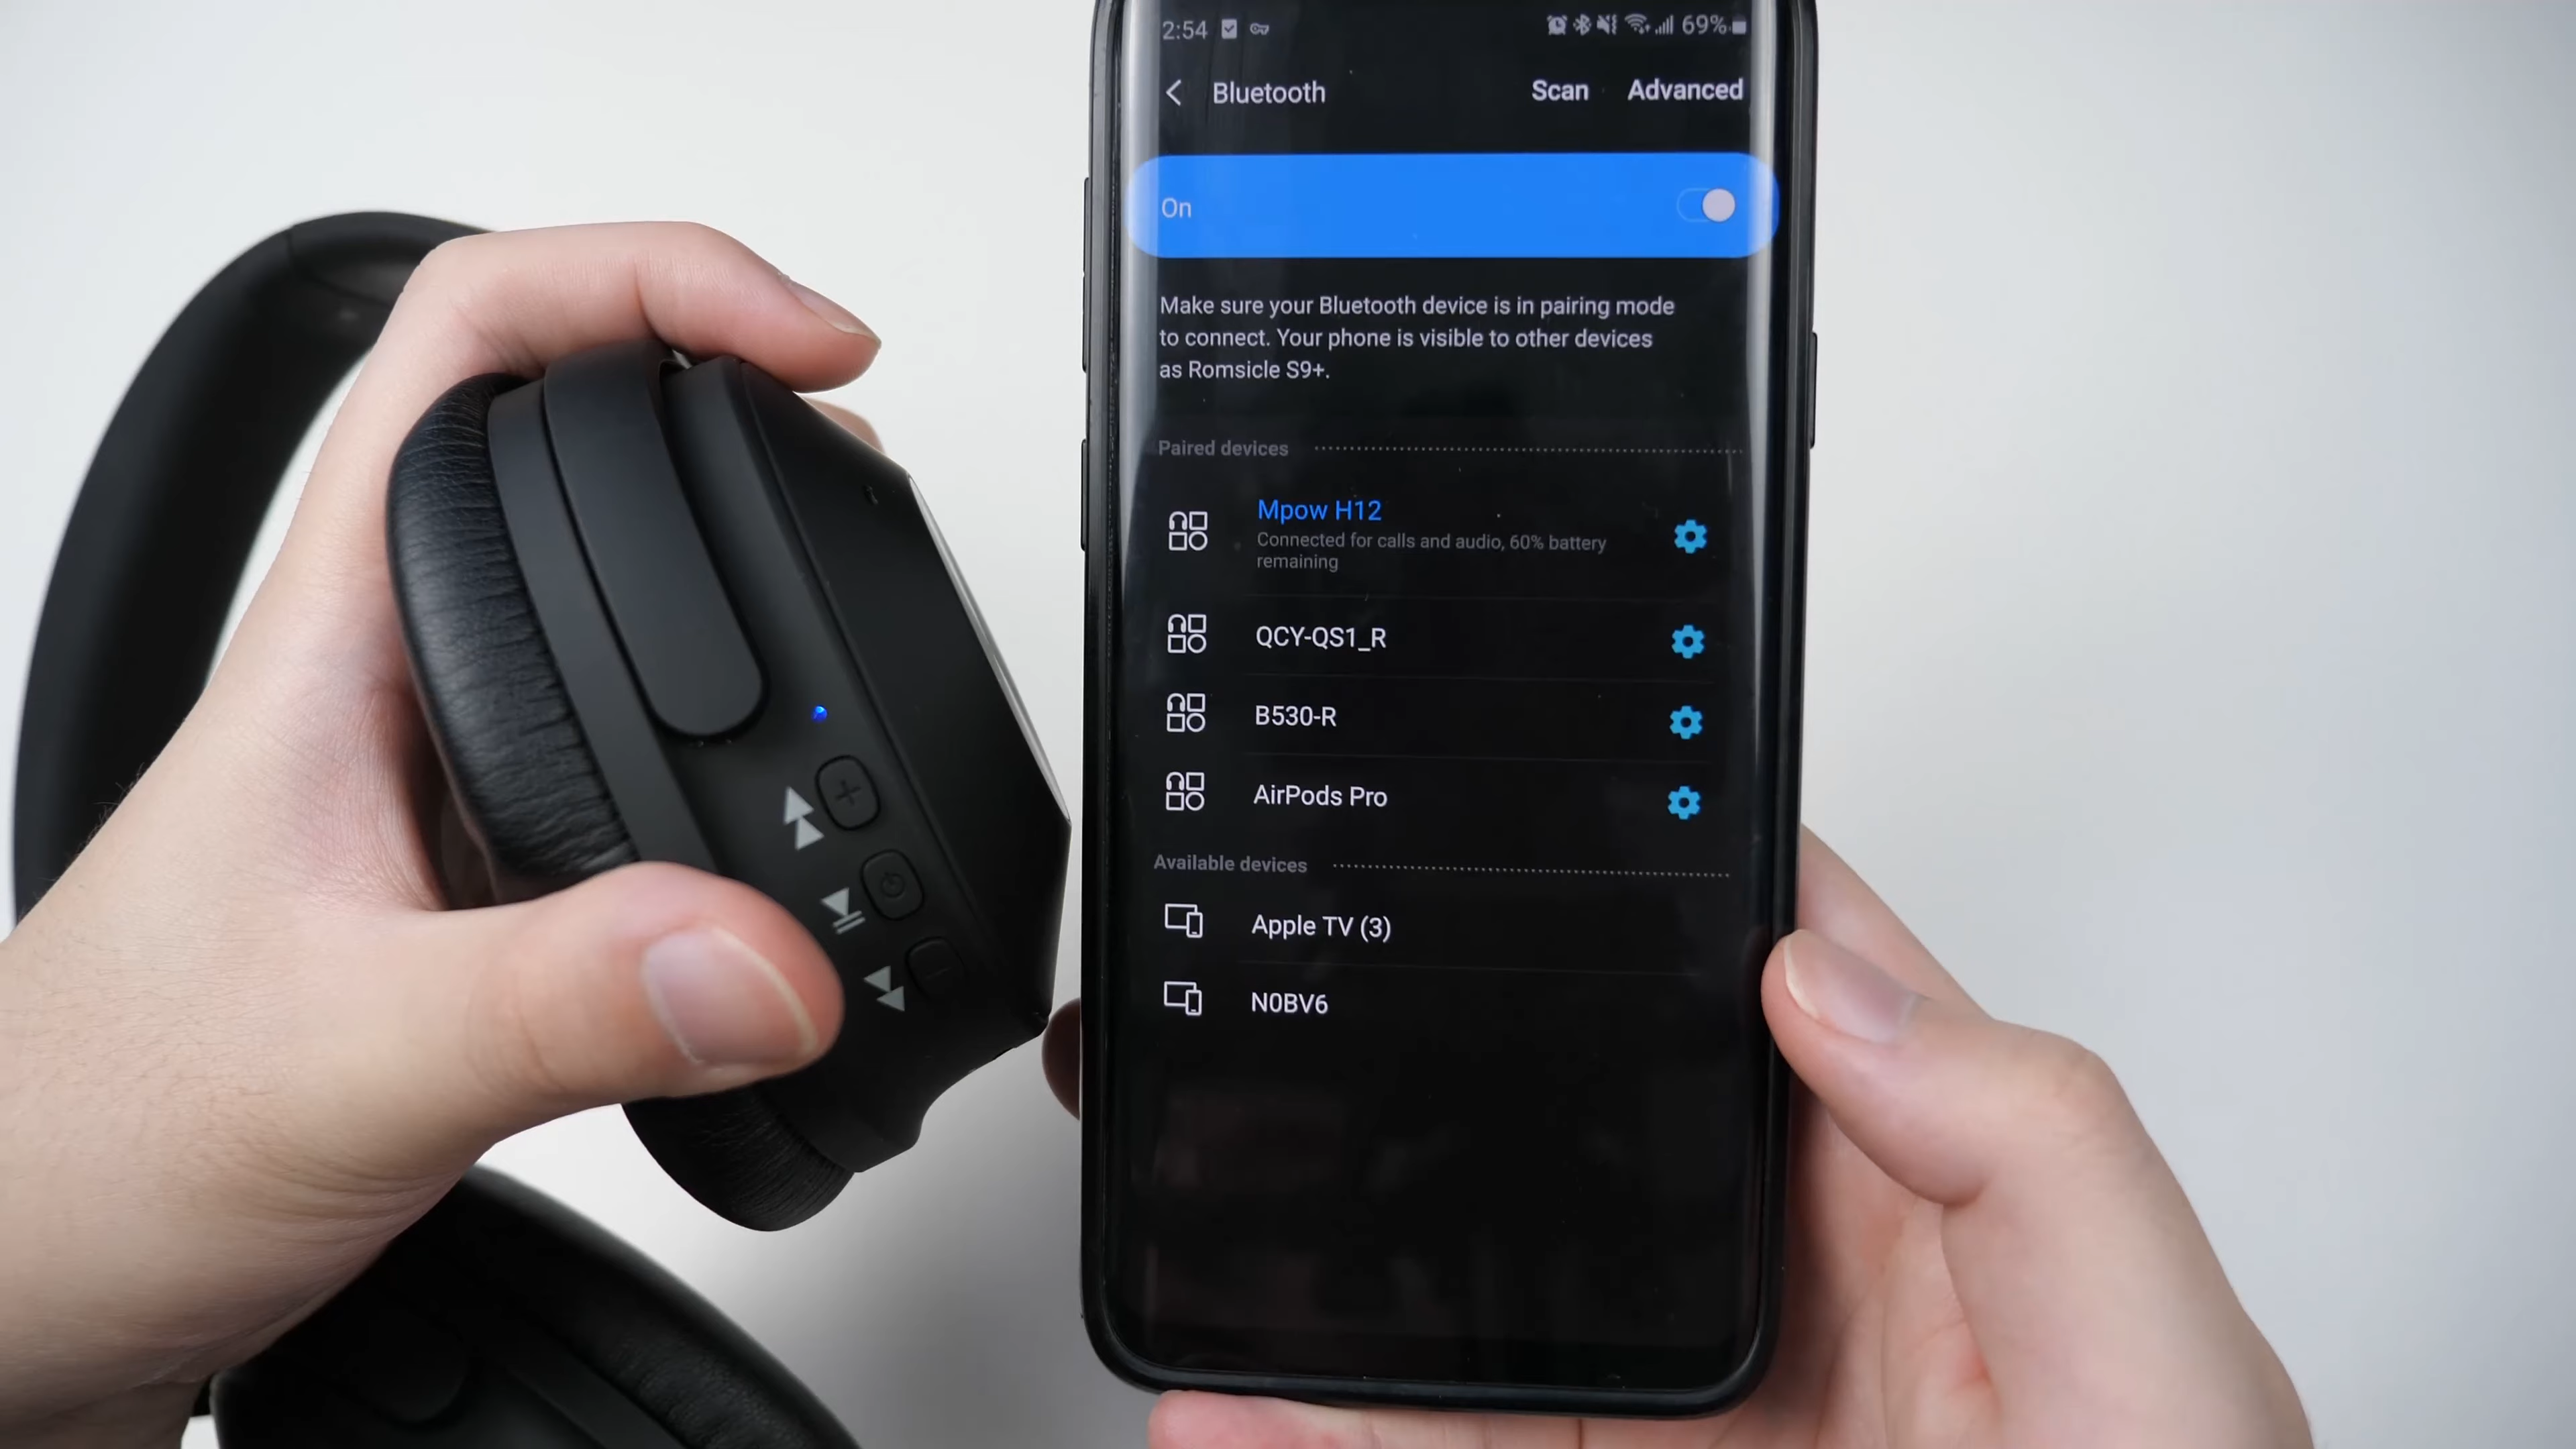 2:54 69%
Bluetooth Scan Advanced
On
Make sure your Bluetooth device is in pairing mode
to connect. Your phone is visible to other devices
as Romsicle S9+.
Paired devices
Mpow H12
Connected for calls and audio, 60% battery
remaining
QCY-QS1_R
B530-R
AirPods Pro
Available devices
Apple TV (3)
N0BV6